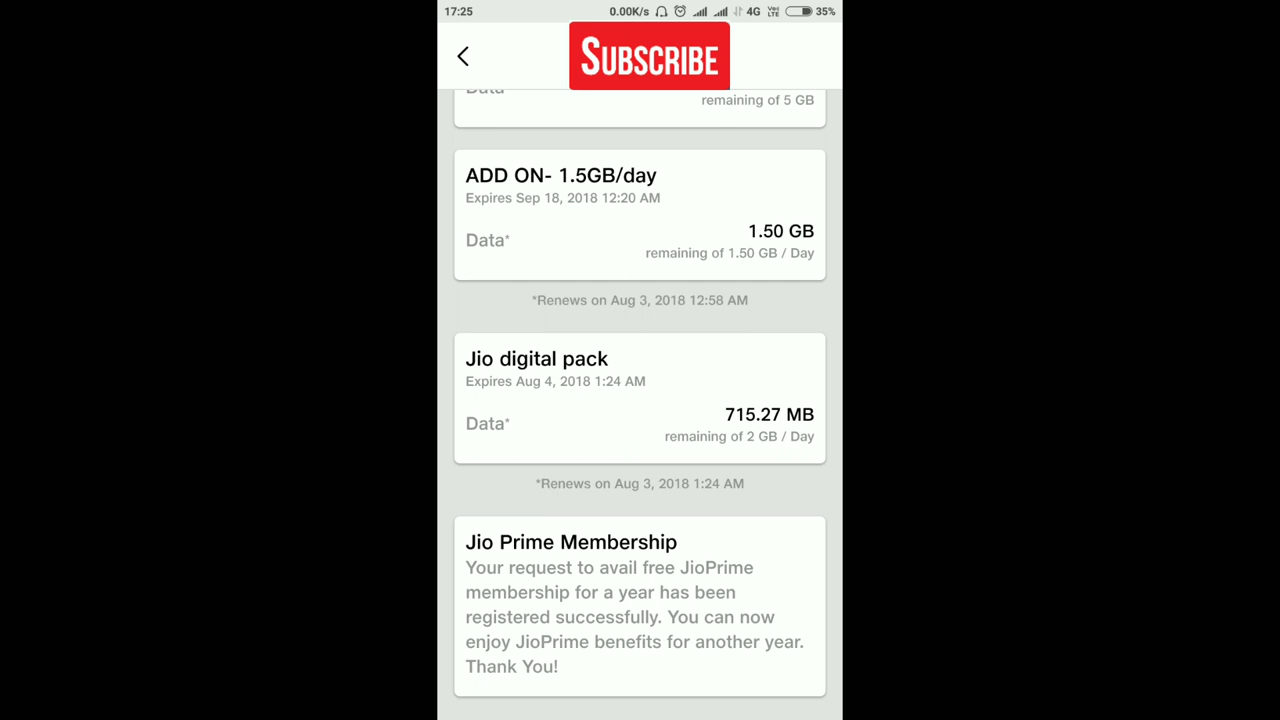 17:25
0.00K/s 4G VoLTE 35%
SUBSCRIBE
Data
remaining of 5 GB
ADD ON- 1.5GB/day
Expires Sep 18, 2018 12:20 AM
1.50 GB
Data*
remaining of 1.50 GB / Day
*Renews on Aug 3, 2018 12:58 AM
Jio digital pack
Expires Aug 4, 2018 1:24 AM
715.27 MB
Data*
remaining of 2 GB / Day
*Renews on Aug 3, 2018 1:24 AM
Jio Prime Membership
Your request to avail free JioPrime
membership for a year has been
registered successfully. You can now
enjoy JioPrime benefits for another year.
Thank You!